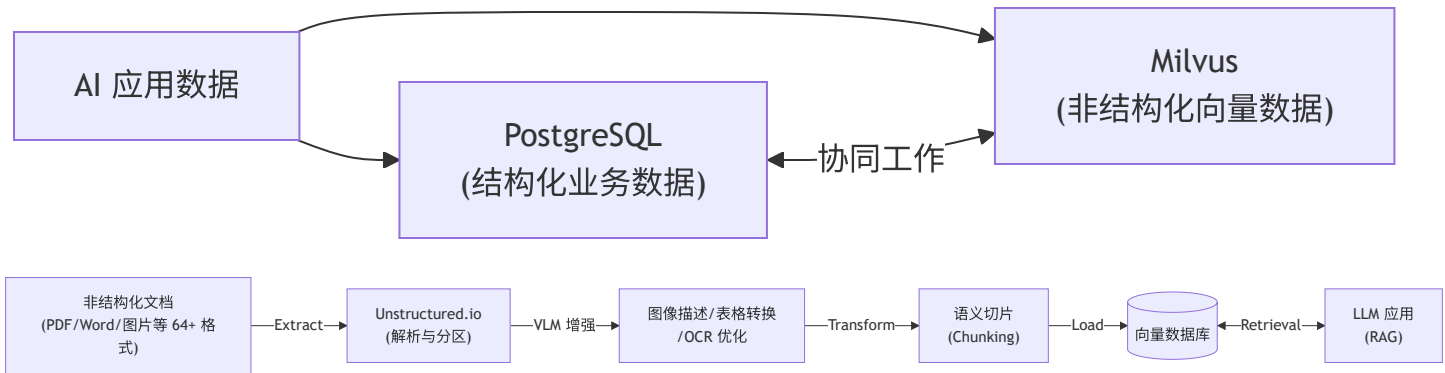 AI 应用数据
PostgreSQL
(结构化业务数据)
协同工作
Milvus
(非结构化向量数据)
非结构化文档
(PDF/Word/图片等 64+ 格
式)
Extract
Unstructured.io
(解析与分区)
VLM 增强
图像描述/表格转换
/OCR 优化
Transform
语义切片
(Chunking)
Load
向量数据库
Retrieval
LLM 应用
(RAG)